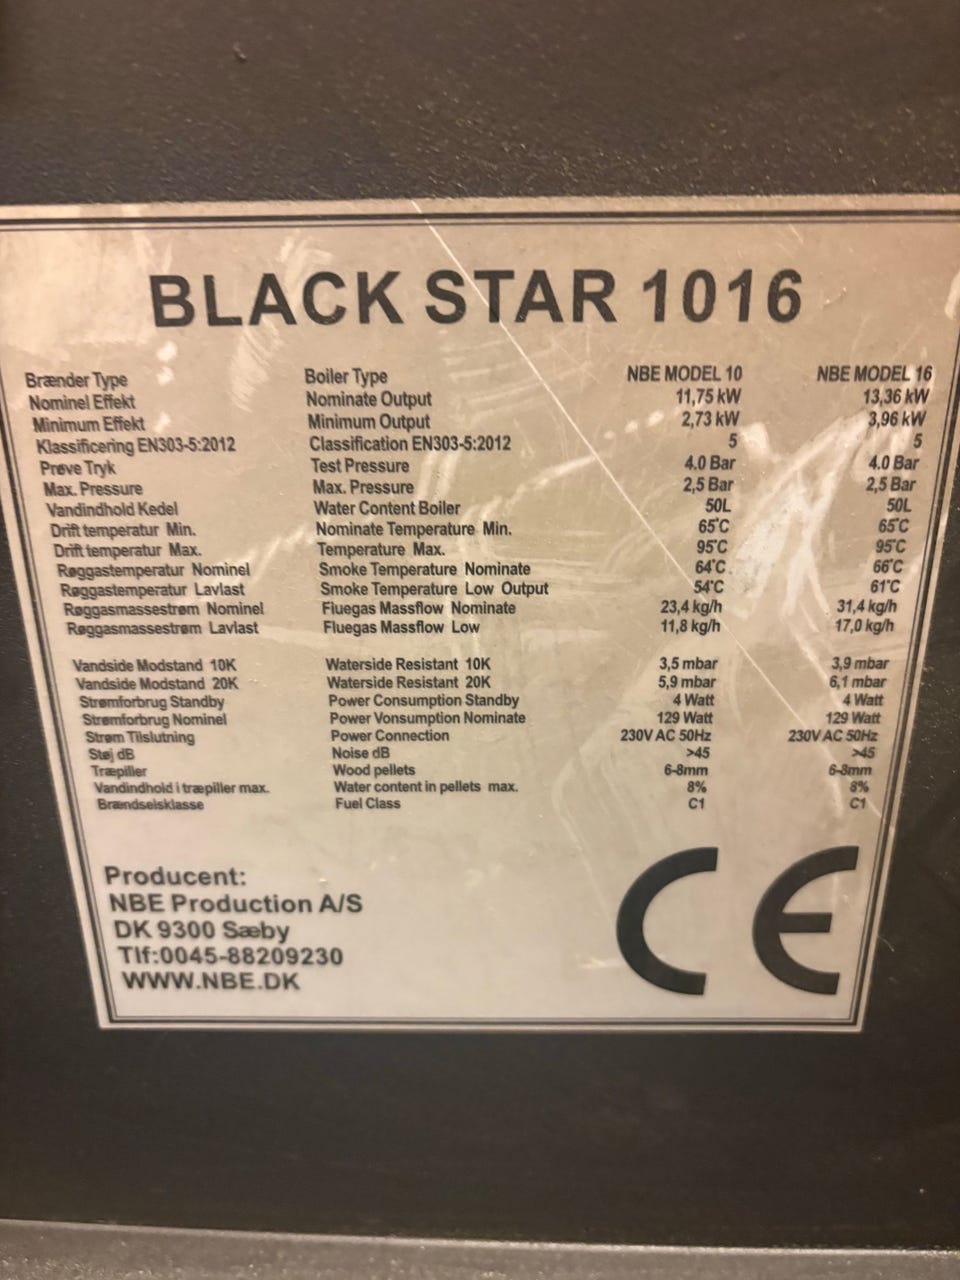 BLACK STAR 1016
Brænder Type Boiler Type NBE MODEL 10 NBE MODEL 16
Nominel Effekt Nominate Output 11,75 kW 13,36 kW
Minimum Effekt Minimum Output 2,73 kW 3,96 kW
Klassificering EN303-5:2012 Classification EN303-5:2012 5 5
Prøve Tryk Test Pressure 4.0 Bar 4.0 Bar
Max. Pressure Max. Pressure 2,5 Bar 2,5 Bar
Vandindhold Kedel Water Content Boiler 50L 50L
Drift temperatur Min. Nominate Temperature Min. 65°C 65°C
Drift temperatur Max. Temperature Max. 95°C 95°C
Røggastemperatur Nominel Smoke Temperature Nominate 64°C 66°C
Røggastemperatur Lavlast Smoke Temperature Low Output 54°C 61°C
Røggasmassestrøm Nominel Fluegas Massflow Nominate 23,4 kg/h 31,4 kg/h
Røggasmassestrøm Lavlast Fluegas Massflow Low 11,8 kg/h 17,0 kg/h
Vandside Modstand 10K Waterside Resistant 10K 3,5 mbar 3,9 mbar
Vandside Modstand 20K Waterside Resistant 20K 5,9 mbar 6,1 mbar
Strømforbrug Standby Power Consumption Standby 4 Watt 4 Watt
Strømforbrug Nominel Power Vonsumption Nominate 129 Watt 129 Watt
Strøm Tilslutning Power Connection 230V AC 50Hz 230V AC 50Hz
Støj dB Noise dB >45 >45
Træpiller Wood pellets 6-8mm 6-8mm
Vandindhold i træpiller max. Water content in pellets max. 8% 8%
Brændselsklasse Fuel Class C1 C1
Producent:
NBE Production A/S
DK 9300 Sæby
Tlf:0045-88209230
WWW.NBE.DK
CE